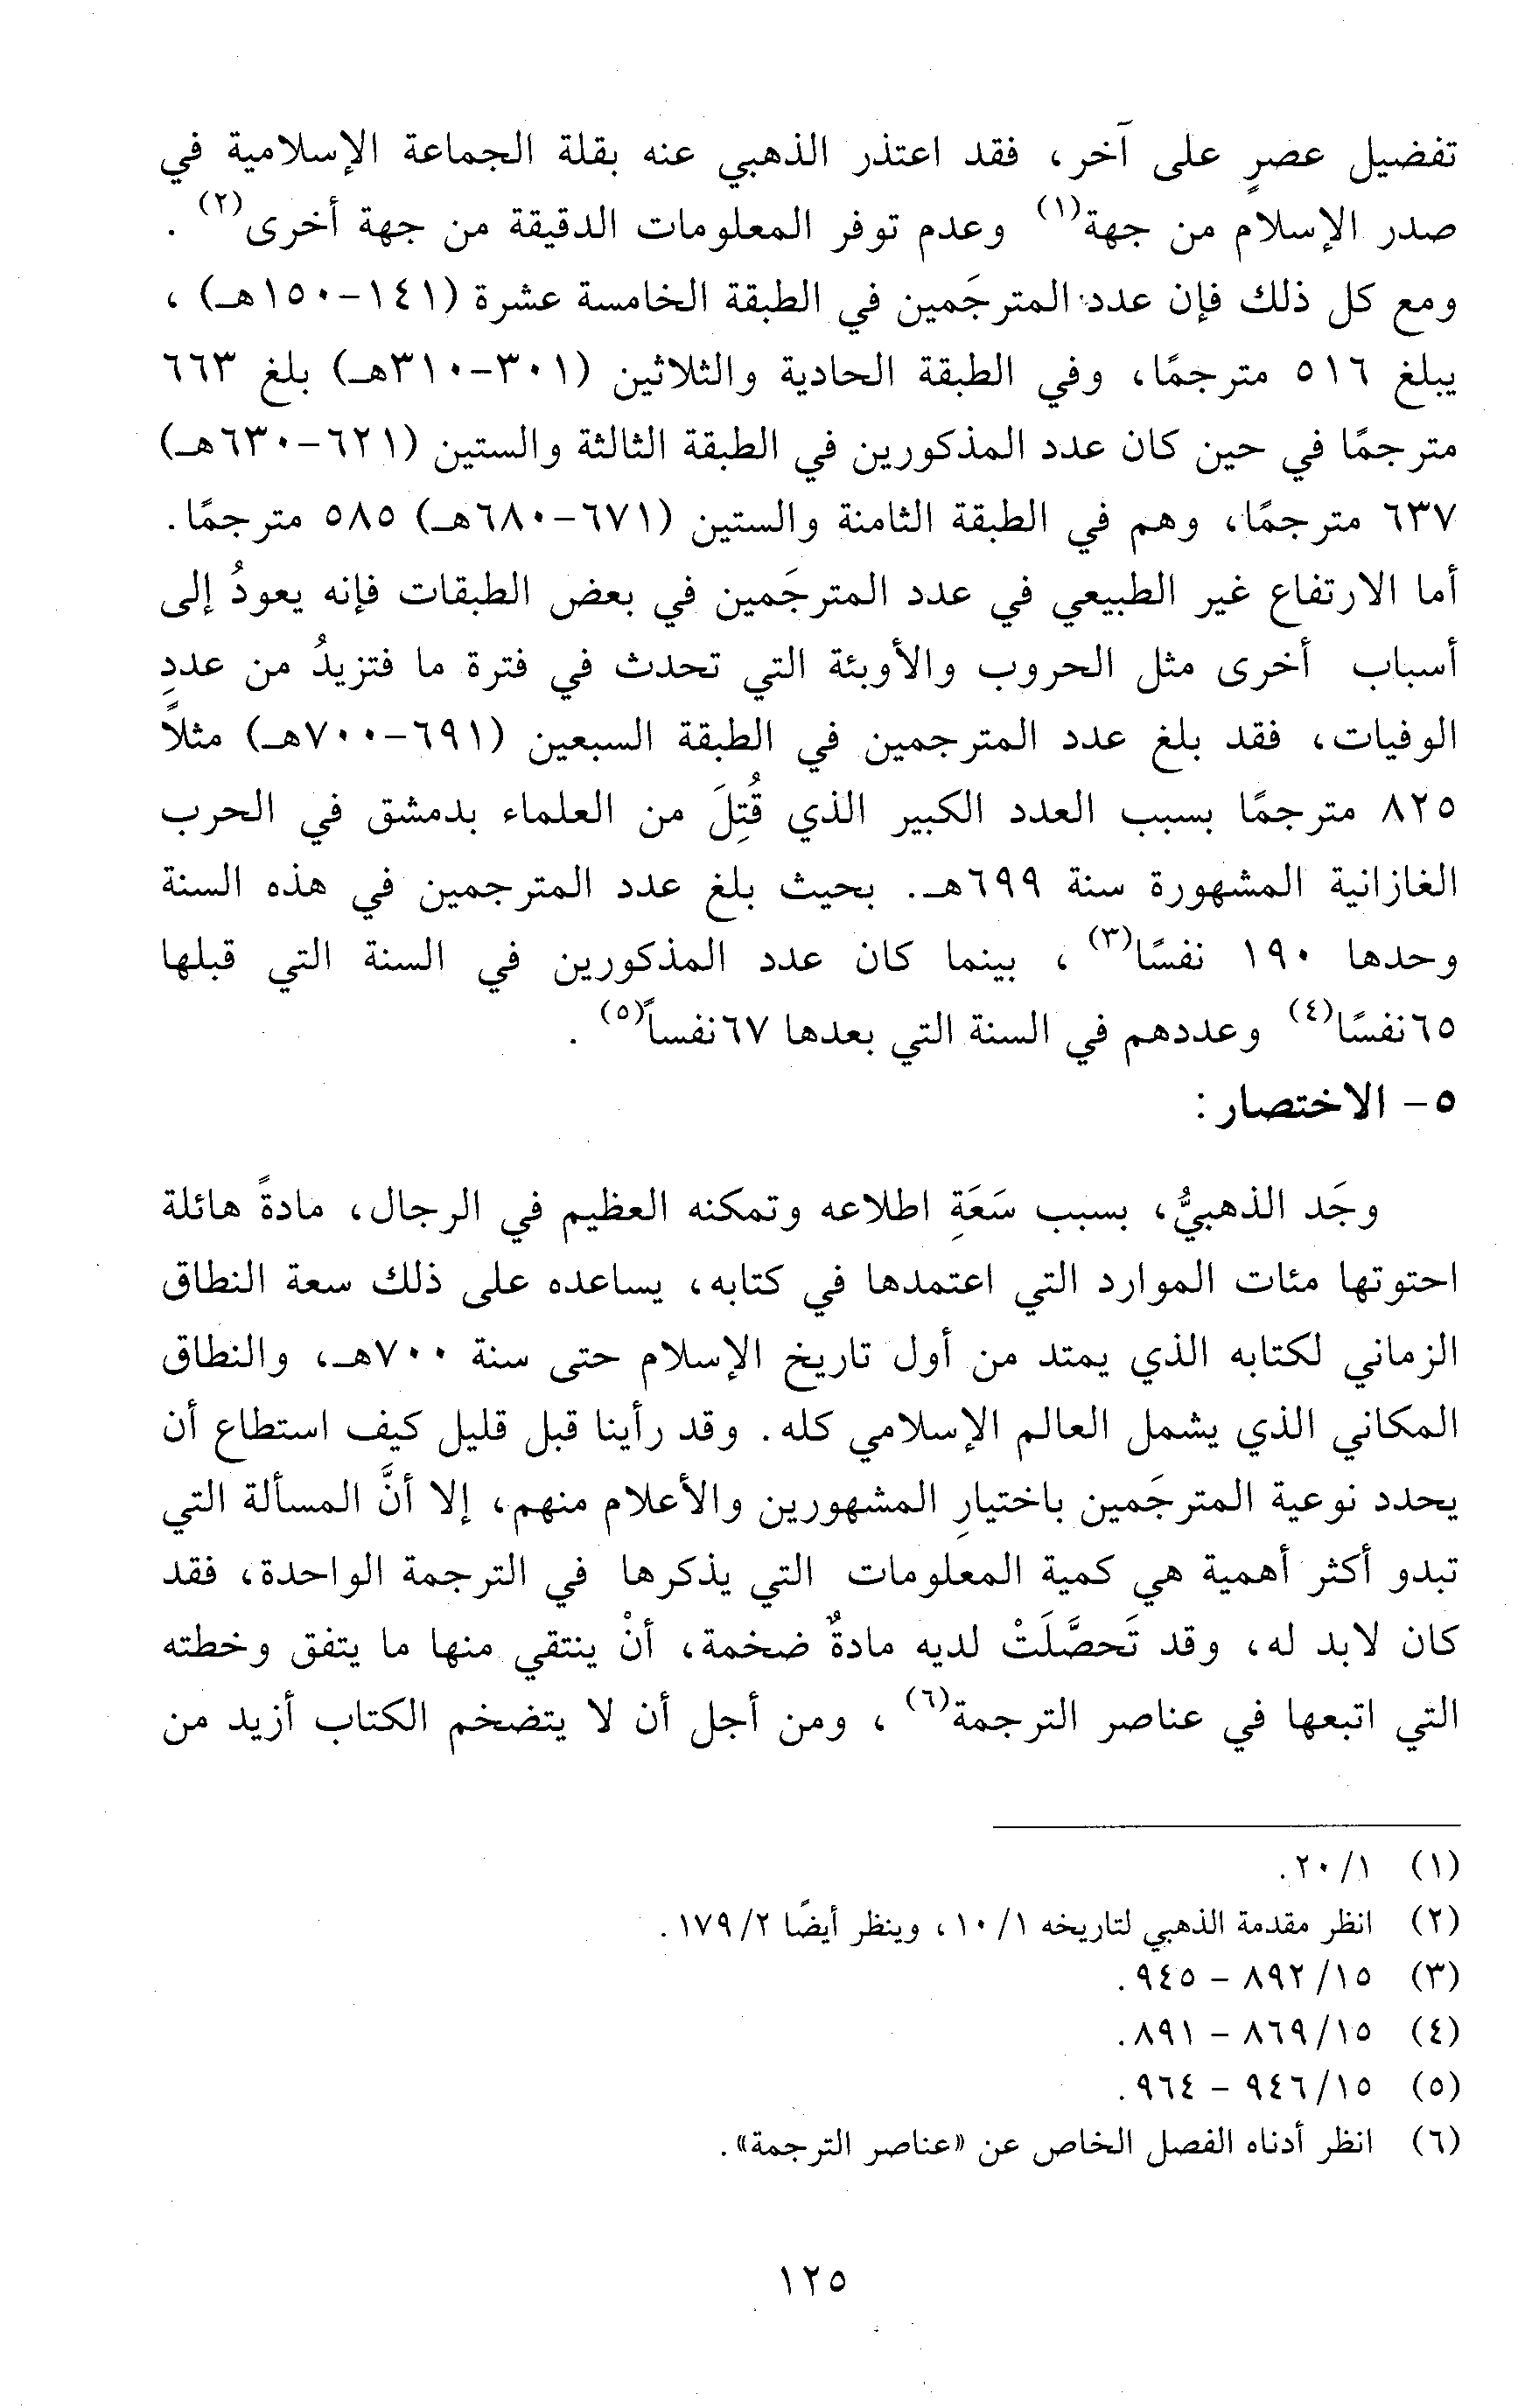 تفضيل عصرٍ على آخر، فقد اعتذر الذهبي عنه بقلة الجماعة الإسلامية في
صدر الإسلام من جهة(١) وعدم توفر المعلومات الدقيقة من جهة أخرى(٢) .
ومع كل ذلك فإن عدد المترجَمين في الطبقة الخامسة عشرة (١٤١-١٥٠هـ) ،
يبلغ ٥١٦ مترجمًا، وفي الطبقة الحادية والثلاثين (٣٠١-٣١٠هـ) بلغ ٦٦٣
مترجمًا في حين كان عدد المذكورين في الطبقة الثالثة والستين (٦٢١-٦٣٠هـ)
٦٣٧ مترجمًا، وهم في الطبقة الثامنة والستين (٦٧١-٦٨٠هـ) ٥٨٥ مترجمًا.
أما الارتفاع غير الطبيعي في عدد المترجَمين في بعض الطبقات فإنه يعودُ إلى
أسباب أخرى مثل الحروب والأوبئة التي تحدث في فترة ما فتزيدُ من عددِ
الوفيات، فقد بلغ عدد المترجمين في الطبقة السبعين (٦٩١-٧٠٠هـ) مثلاً
٨٢٥ مترجمًا بسبب العدد الكبير الذي قُتِلَ من العلماء بدمشق في الحرب
الغازانية المشهورة سنة ٦٩٩هـ. بحيث بلغ عدد المترجمين في هذه السنة
وحدها ١٩٠ نفسًا(٣) ، بينما كان عدد المذكورين في السنة التي قبلها
٦٥نفسًا(٤) وعددهم في السنة التي بعدها ٦٧نفساً(٥) .
٥- الاختصار :
وجَد الذهبيُّ، بسبب سَعَةِ اطلاعه وتمكنه العظيم في الرجال، مادةً هائلة
احتوتها مئات الموارد التي اعتمدها في كتابه، يساعده على ذلك سعة النطاق
الزماني لكتابه الذي يمتد من أول تاريخ الإسلام حتى سنة ٧٠٠هـ، والنطاق
المكاني الذي يشمل العالم الإسلامي كله. وقد رأينا قبل قليل كيف استطاع أن
يحدد نوعية المترجَمين باختيارِ المشهورين والأعلام منهم، إلا أنَّ المسألة التي
تبدو أكثر أهمية هي كمية المعلومات التي يذكرها في الترجمة الواحدة، فقد
كان لابد له، وقد تَحصَّلَتْ لديه مادةٌ ضخمة، أنْ ينتقي منها ما يتفق وخطته
التي اتبعها في عناصر الترجمة(٦) ، ومن أجل أن لا يتضخم الكتاب أزيد من
(١) ٢٠/١.
(٢) انظر مقدمة الذهبي لتاريخه ١٠/١، وينظر أيضًا ١٧٩/٢.
(٣) ٨٩٢/١٥ - ٩٤٥.
(٤) ٨٦٩/١٥ - ٨٩١.
(٥) ٩٤٦/١٥ - ٩٦٤.
(٦) انظر أدناه الفصل الخاص عن «عناصر الترجمة».
١٢٥